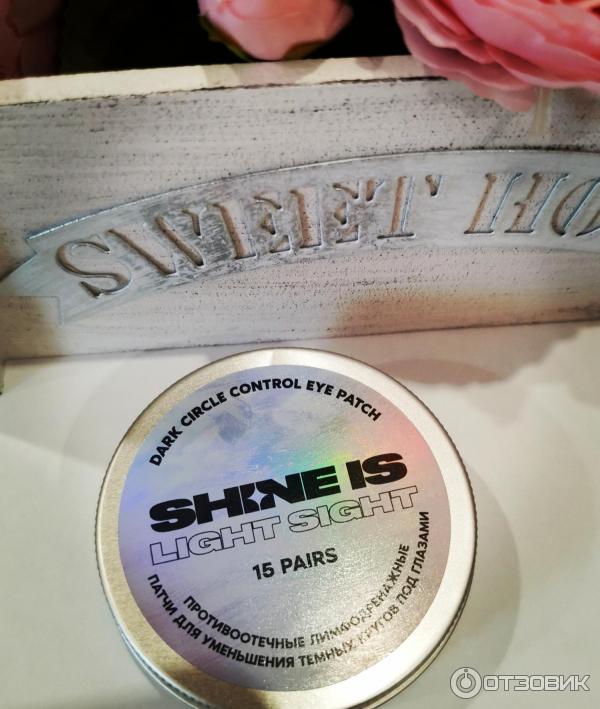 SWEET HO
DARK CIRCLE CONTROL EYE PATCH
SHINE IS
LIGHT SIGHT
15 PAIRS
ПРОТИВООТЕЧНЫЕ ЛИМФОДРЕНАЖНЫЕ
ПАТЧИ ДЛЯ УМЕНЬШЕНИЯ ТЕМНЫХ КРУГОВ ПОД ГЛАЗАМИ
ОТЗОВИК